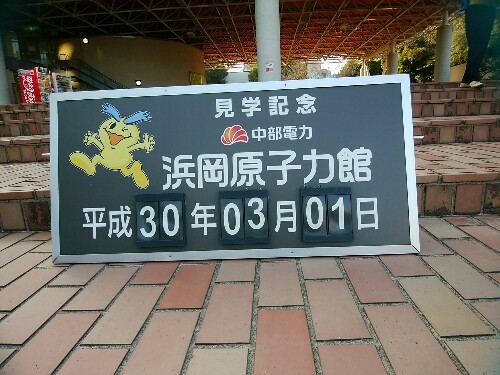 見学記念
中部電力
浜岡原子力館
平成30年03月01日